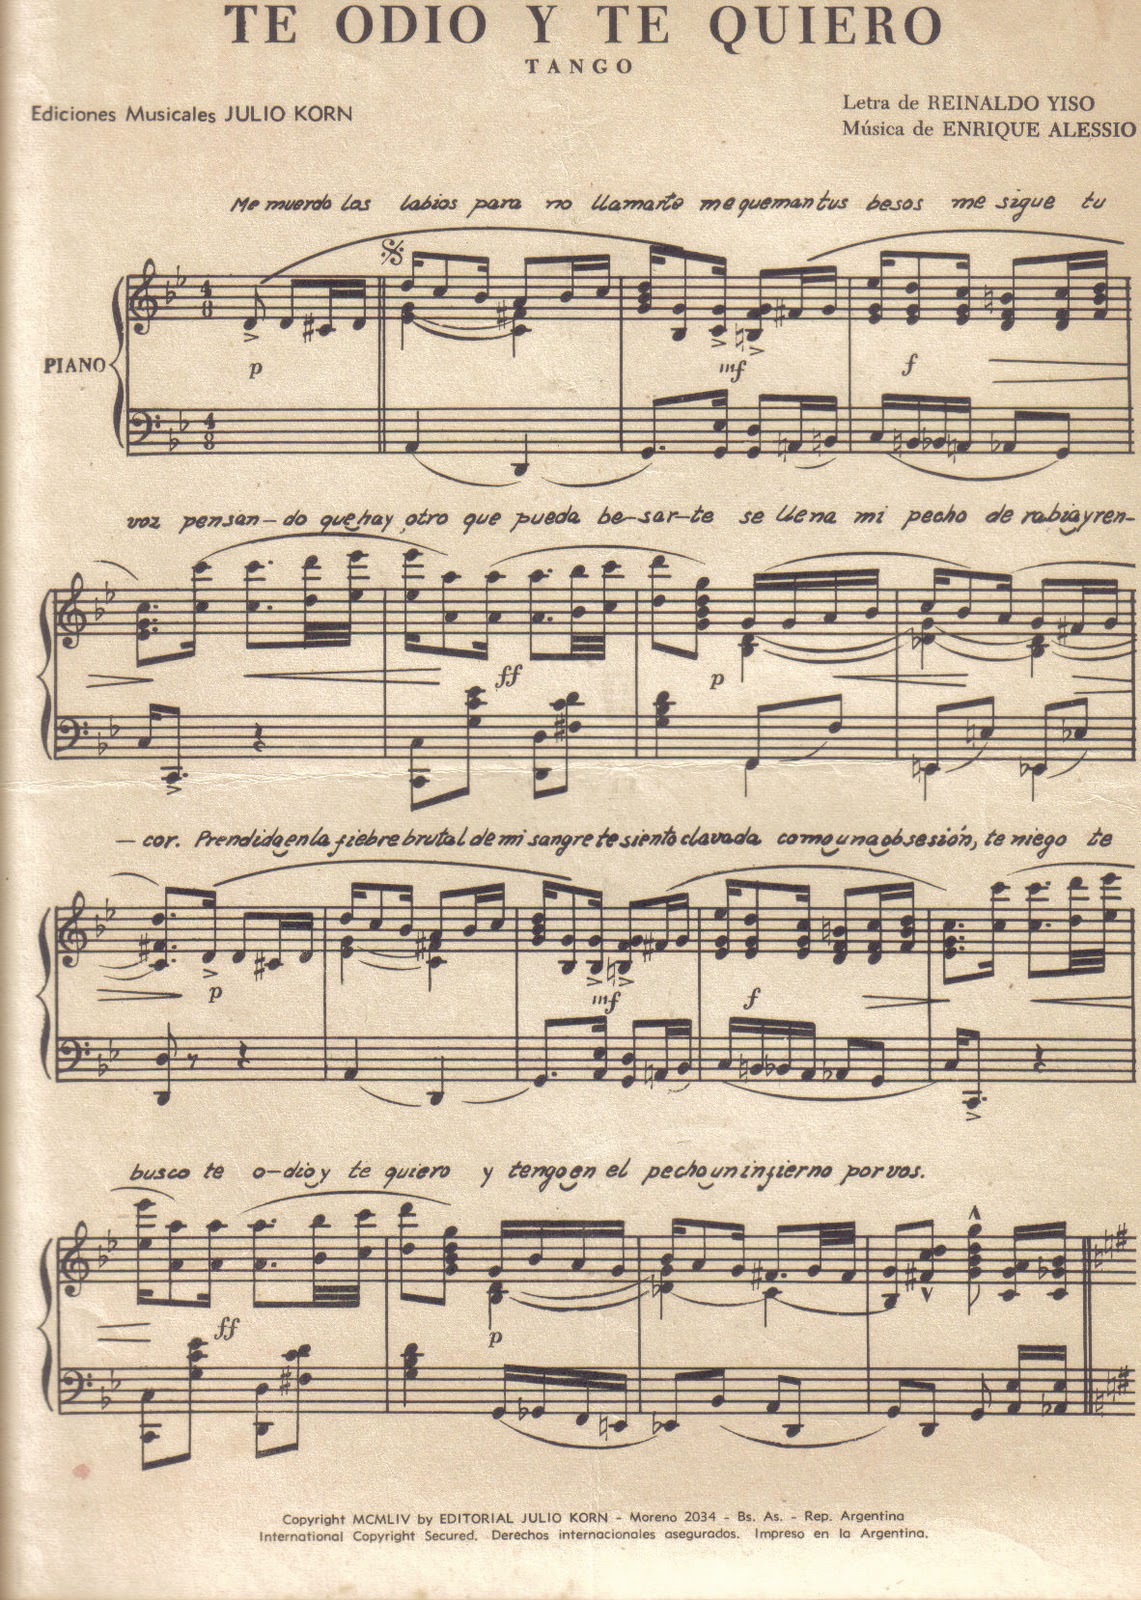 TE ODIO Y TE QUIERO
TANGO
Ediciones Musicales JULIO KORN
Letra de REINALDO YISO
Música de ENRIQUE ALESSIO
Me muerdo los labios para no llamarte me queman tus besos me sigue tu
PIANO
4 8
p
mf
f
4 8
voz pensan-do que hay otro que pueda be-sar-te se llena mi pecho de rabia y ren-
ff
p
-cor. Prendida en la fiebre brutal de mi sangre te siento clavada como una obsesión, te niego te
p
mf
f
busco te o-dio y te quiero y tengo en el pecho un infierno por vos.
ff
p
Copyright MCMLIV by EDITORIAL JULIO KORN - Moreno 2034 - Bs. As. - Rep. Argentina
International Copyright Secured. Derechos internacionales asegurados. Impreso en la Argentina.